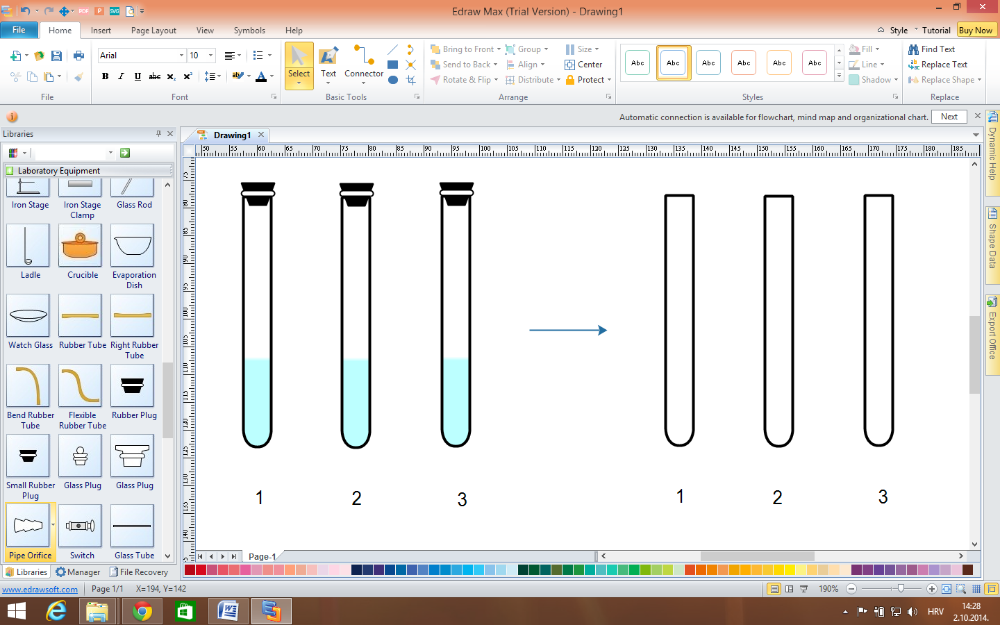 Edraw Max (Trial Version) - Drawing1
File Home Insert Page Layout View Symbols Help
Style Tutorial Buy Now
Arial 10
B I U abc X₂ X² A
Select Text Connector
Bring to Front Group Size
Send to Back Align Center
Rotate & Flip Distribute Protect
Abc Abc Abc Abc Abc Abc
Fill
Line
Shadow
Find Text
Replace Text
Replace Shape
File Font Basic Tools Arrange Styles Replace
Automatic connection is available for flowchart, mind map and organizational chart. Next
Libraries
Drawing1
50 55 60 65 70 75 80 85 90 95 100 105 110 115 120 125 130 135 140 145 150 155 160 165 170 175 180 185
Laboratory Equipment
Iron Stage
Iron Stage Clamp
Glass Rod
Ladle
Crucible
Evaporation Dish
Watch Glass
Rubber Tube
Right Rubber Tube
Bend Rubber Tube
Flexible Rubber Tube
Rubber Plug
Small Rubber Plug
Glass Plug
Glass Plug
Pipe Orifice
Switch
Glass Tube
1 2 3 1 2 3
Dynamic Help
Shape Data
Export Office
Page-1
Libraries Manager File Recovery
www.edrawsoft.com Page 1/1 X=194, Y=142 190%
HRV
14:28
2.10.2014.